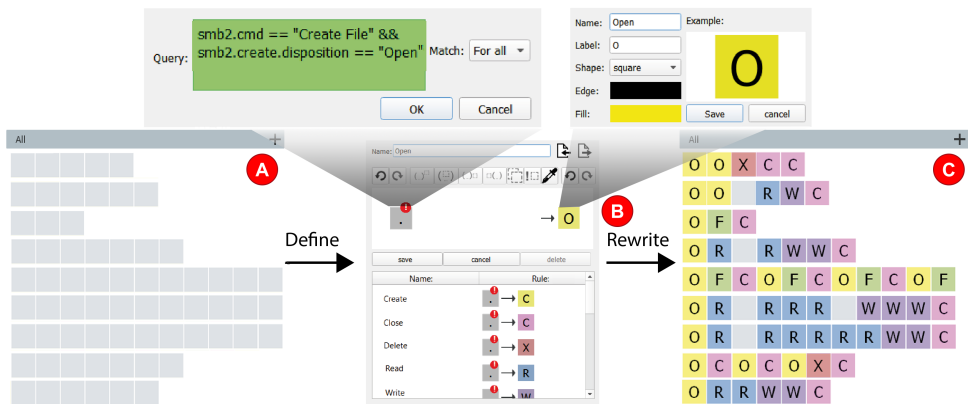 Query:
smb2.cmd == "Create File" &&
smb2.create.disposition == "Open"
Match: For all
OK Cancel
Name: Open Example:
Label: O
Shape: square
Edge:
Fill:
O
Save cancel
All
A
Define
Name: Open
. ! → O
B
save cancel delete
Name: Rule:
Create . ! → C
Close . ! → C
Delete . ! → X
Read . ! → R
Write . ! → W
Rewrite
All
C
O O X C C
O O R W C
O F C
O R R W W C
O F C O F C O F C O F
O R R R R W W W C
O R R R R R R W W C
O C O C O X C
O R R W W C